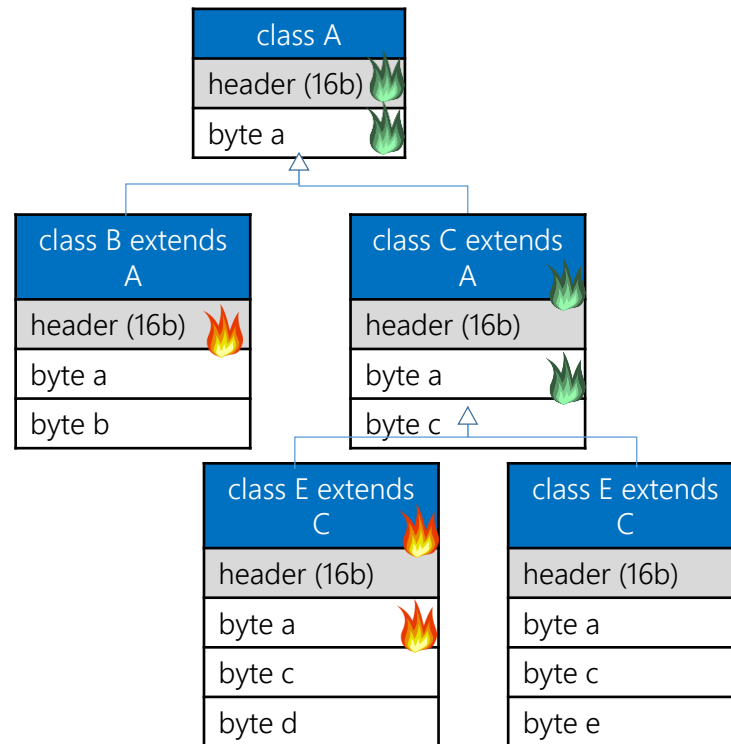 class A
header (16b)
byte a
class B extends
A
header (16b)
byte a
byte b
class C extends
A
header (16b)
byte a
byte c
class E extends
C
header (16b)
byte a
byte c
byte d
class E extends
C
header (16b)
byte a
byte c
byte e